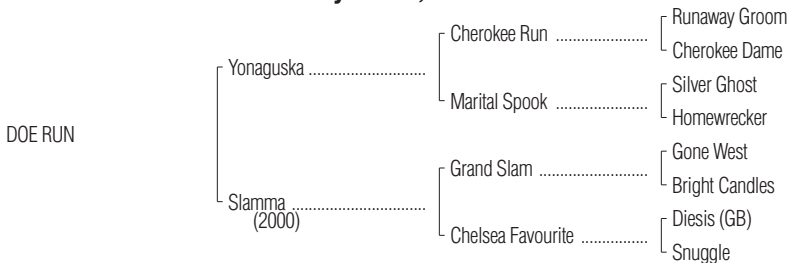 Runaway Groom
Cherokee Run ....................
Cherokee Dame
Yonaguska ............................
Silver Ghost
Marital Spook ....................
Homewrecker
DOE RUN
Gone West
Grand Slam ........................
Bright Candles
Slamma ................................
(2000)
Diesis (GB)
Chelsea Favourite ..............
Snuggle